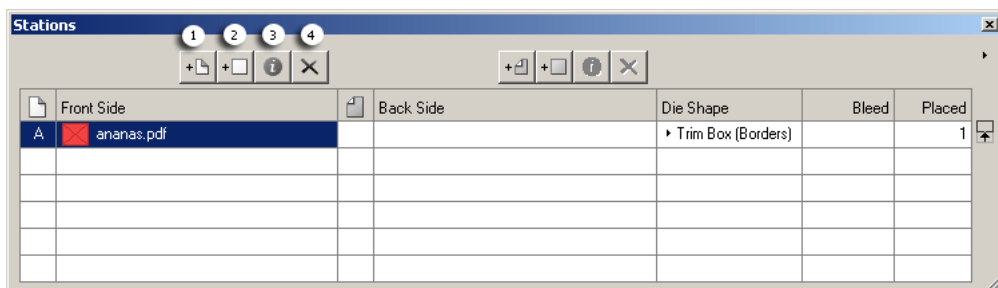 Stations
1 2 3 4
Front Side Back Side Die Shape Bleed Placed
A ananas.pdf Trim Box (Borders) 1